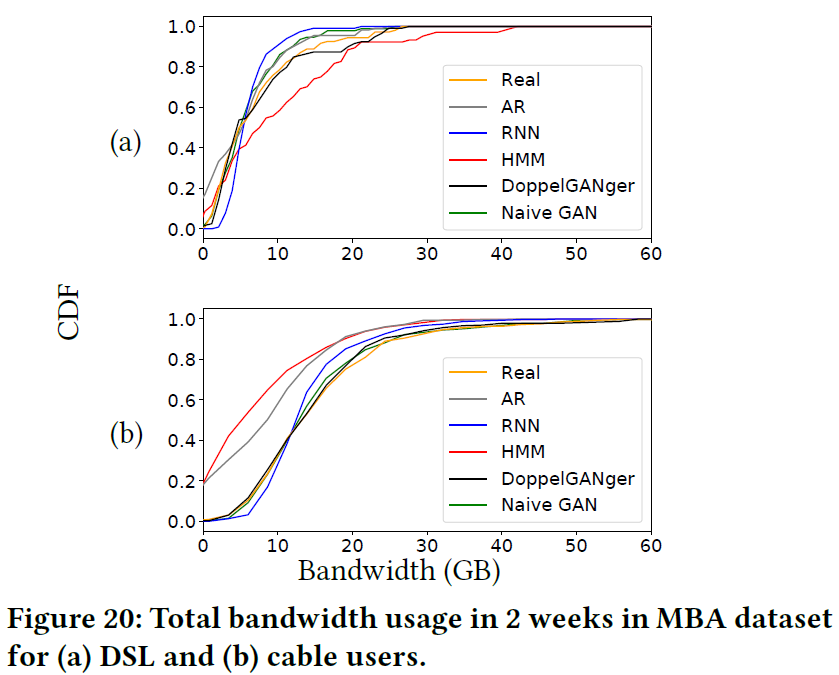 1.0
0.8
0.6
0.4
0.2
0.0
0 10 20 30 40 50 60
Real
AR
RNN
HMM
DoppelGANger
Naive GAN
(a)
CDF
1.0
0.8
0.6
0.4
0.2
0.0
0 10 20 30 40 50 60
Real
AR
RNN
HMM
DoppelGANger
Naive GAN
(b)
Bandwidth (GB)
Figure 20: Total bandwidth usage in 2 weeks in MBA dataset
for (a) DSL and (b) cable users.